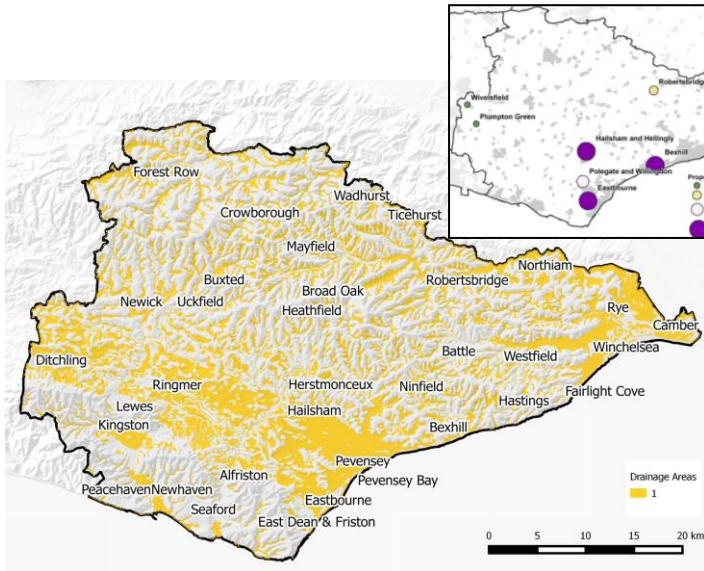 Robertsbridge
Wivelsfield
Plumpton Green
Hailsham and Hellingly
Bexhill
Polegate and Willingdon
Eastbourne
Prope
Forest Row
Wadhurst
Crowborough
Ticehurst
Mayfield
Northiam
Buxted
Broad Oak
Robertsbridge
Newick
Uckfield
Heathfield
Rye
Camber
Ditchling
Battle
Westfield
Winchelsea
Ringmer
Herstmonceux
Ninfield
Fairlight Cove
Lewes
Hailsham
Hastings
Kingston
Bexhill
Pevensey
Alfriston
Pevensey Bay
Peacehaven
Newhaven
Eastbourne
Seaford
East Dean & Friston
Drainage Areas
1
0 5 10 15 20 km